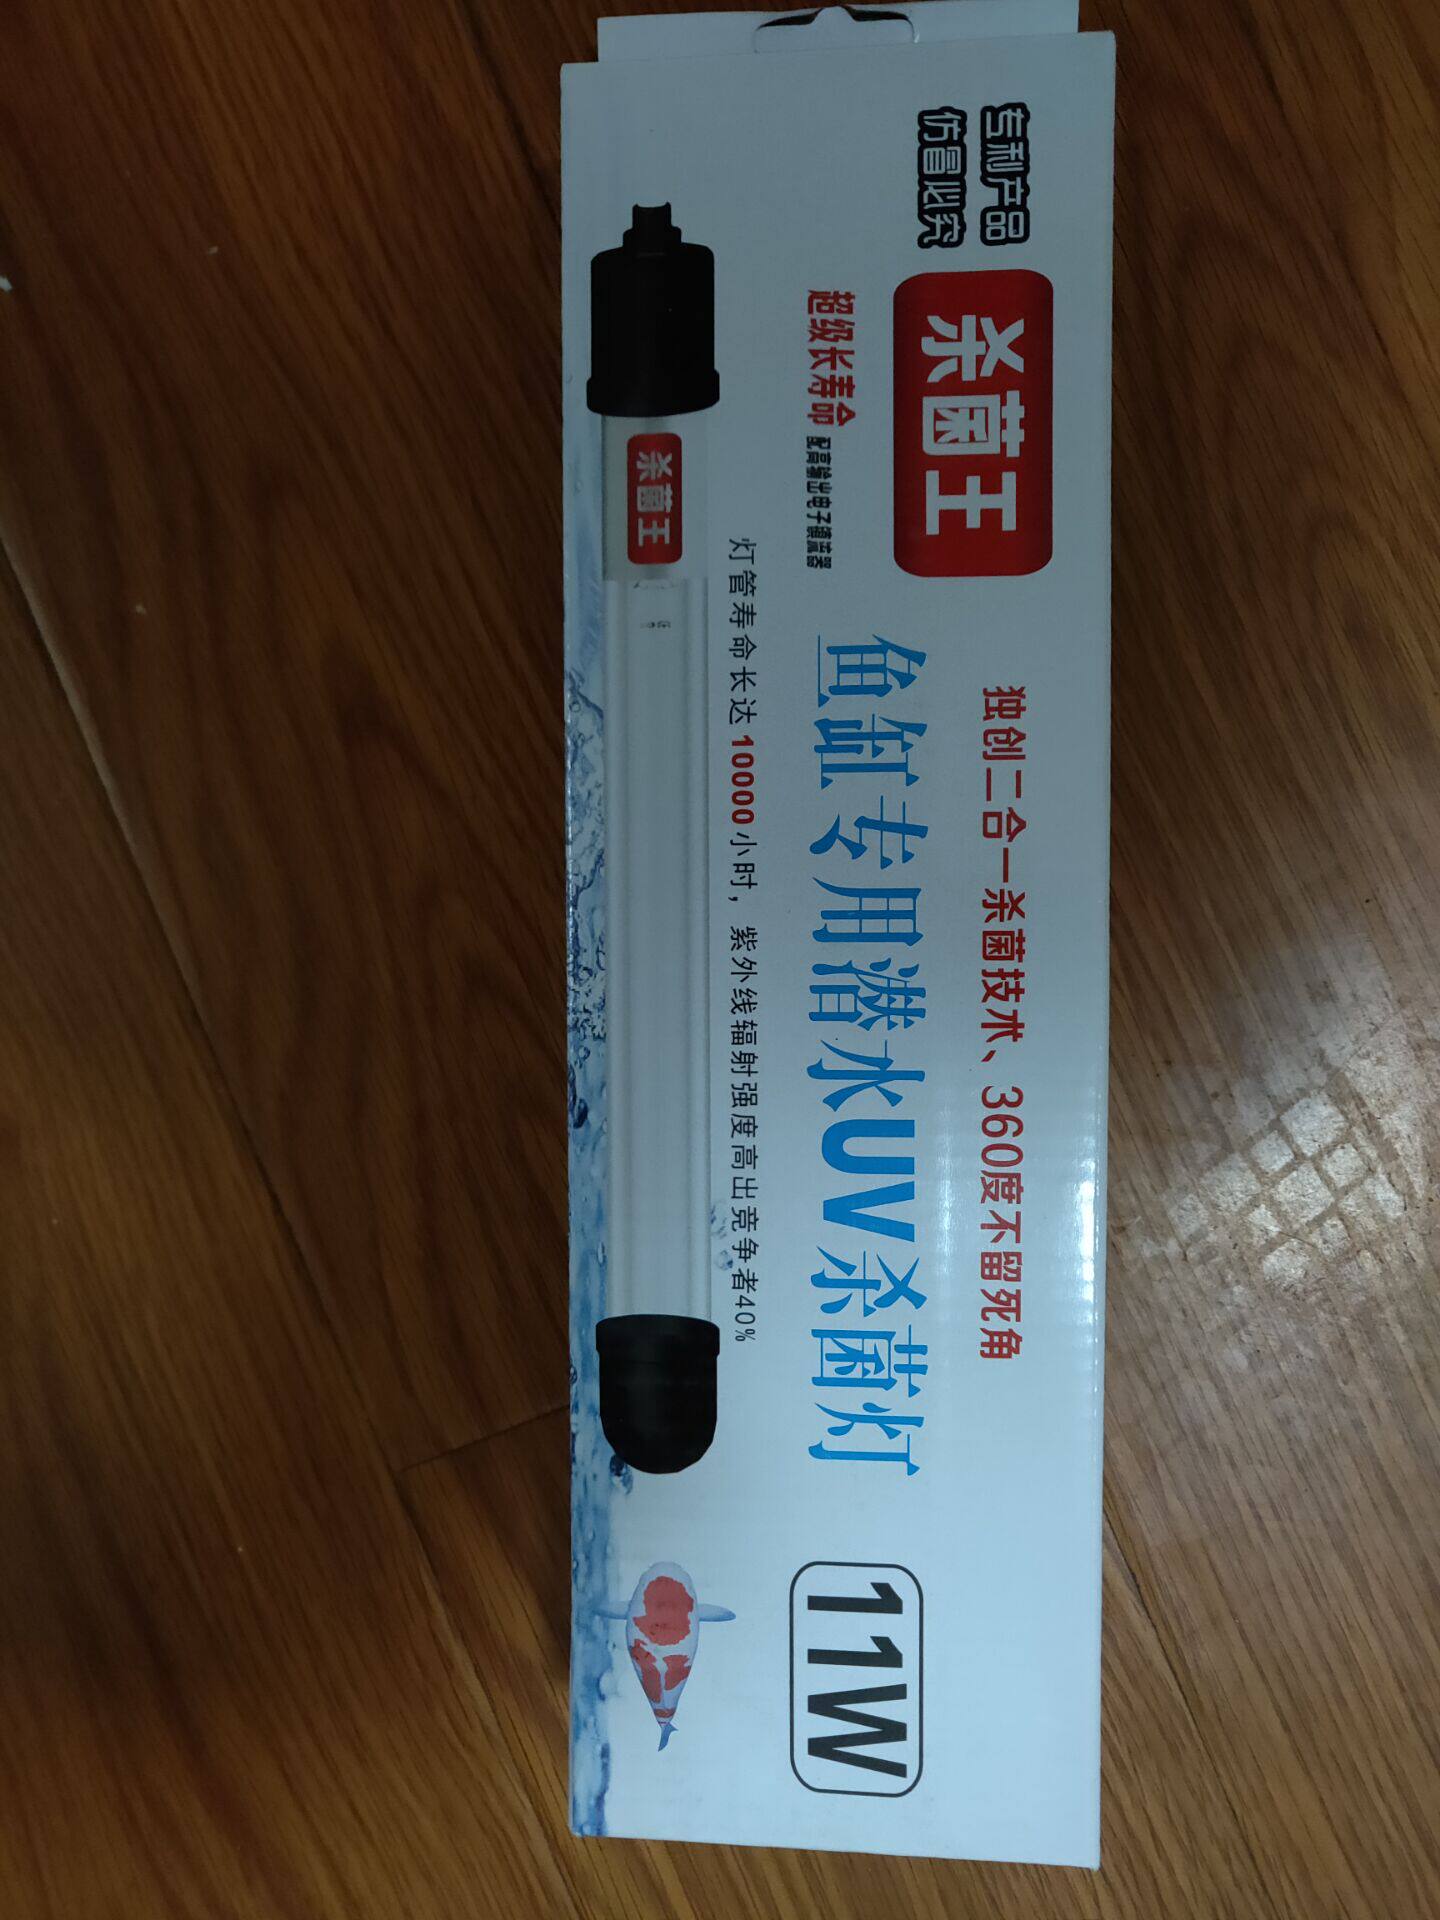 专利产品
仿冒必究
杀菌王
独创二合一杀菌技术、360度不留死角
鱼缸专用潜水UV杀菌灯
11W
超级长寿命
配高输出电子镇流器
灯管寿命长达10000小时，紫外线辐射强度高出竞争者40%
杀菌王